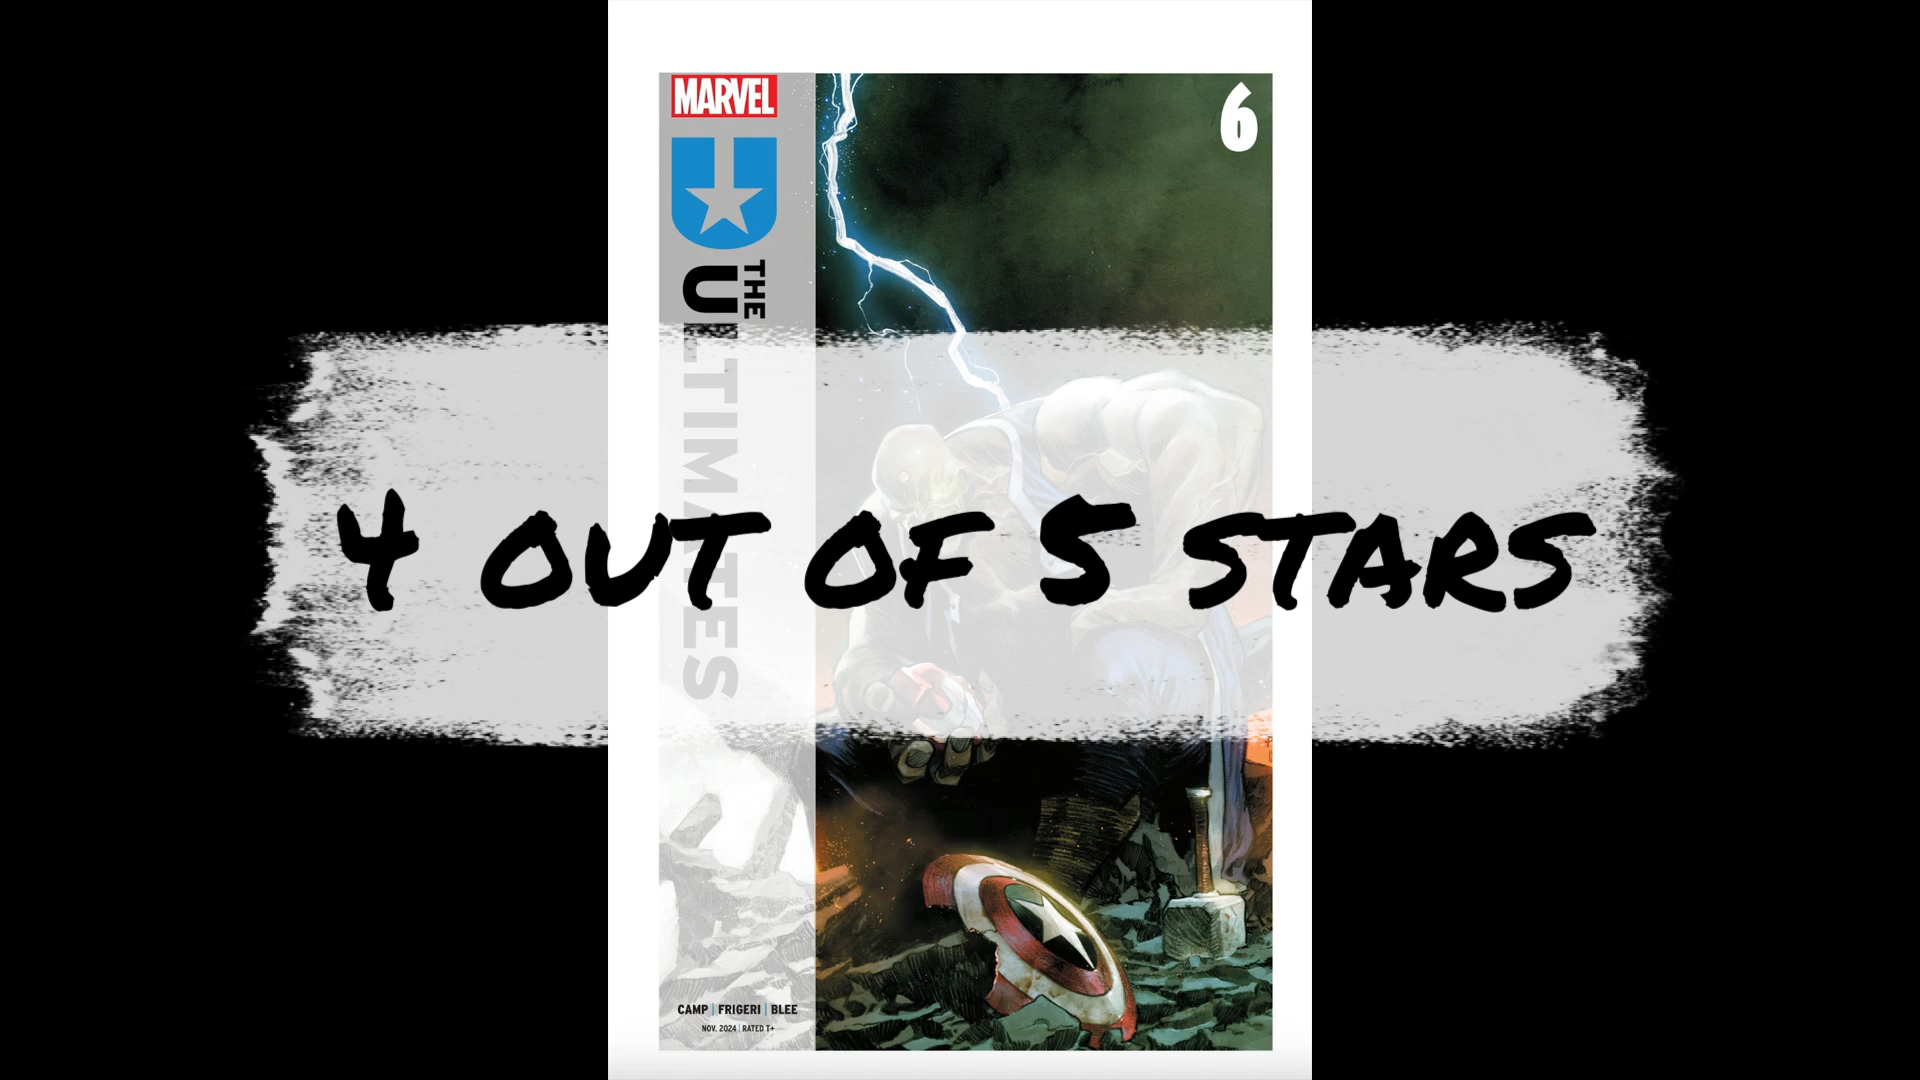 MARVEL
6
THE
ULTIMATES
4 OUT OF 5 STARS
CAMP | FRIGERI | BLEE
NOV. 2024 | RATED T+